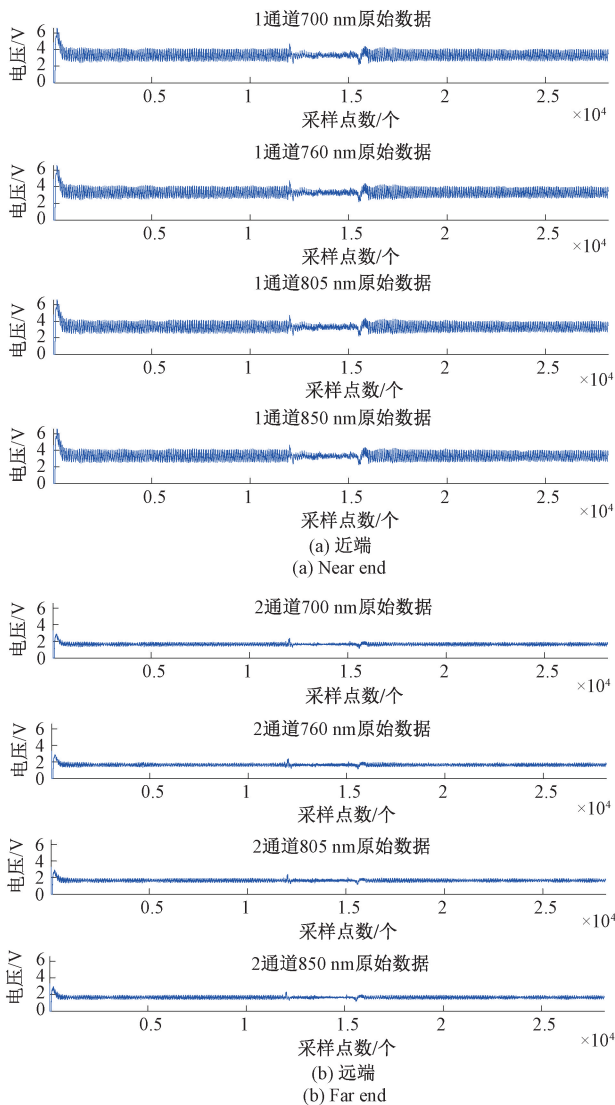 1通道700 nm原始数据
电压/V
6
4
2
0
0.5 1 1.5 2 2.5
×10⁴
采样点数/个
1通道760 nm原始数据
电压/V
6
4
2
0
0.5 1 1.5 2 2.5
×10⁴
采样点数/个
1通道805 nm原始数据
电压/V
6
4
2
0
0.5 1 1.5 2 2.5
×10⁴
采样点数/个
1通道850 nm原始数据
电压/V
6
4
2
0
0.5 1 1.5 2 2.5
×10⁴
采样点数/个
(a) 近端
(a) Near end
2通道700 nm原始数据
电压/V
6
4
2
0
0.5 1 1.5 2 2.5
×10⁴
采样点数/个
2通道760 nm原始数据
电压/V
6
4
2
0
0.5 1 1.5 2 2.5
×10⁴
采样点数/个
2通道805 nm原始数据
电压/V
6
4
2
0
0.5 1 1.5 2 2.5
×10⁴
采样点数/个
2通道850 nm原始数据
电压/V
6
4
2
0
0.5 1 1.5 2 2.5
×10⁴
采样点数/个
(b) 远端
(b) Far end